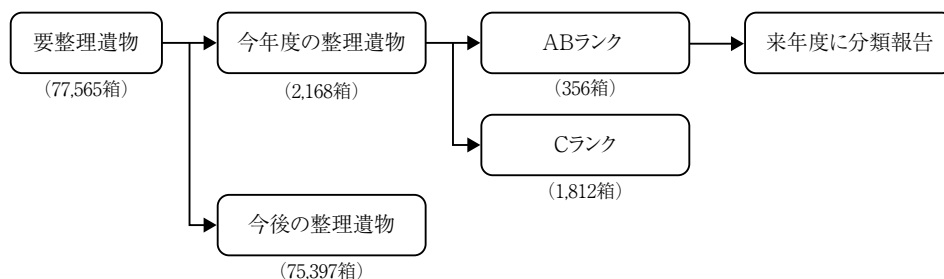 要整理遺物
(77,565箱)
今年度の整理遺物
(2,168箱)
ABランク
(356箱)
来年度に分類報告
Cランク
(1,812箱)
今後の整理遺物
(75,397箱)